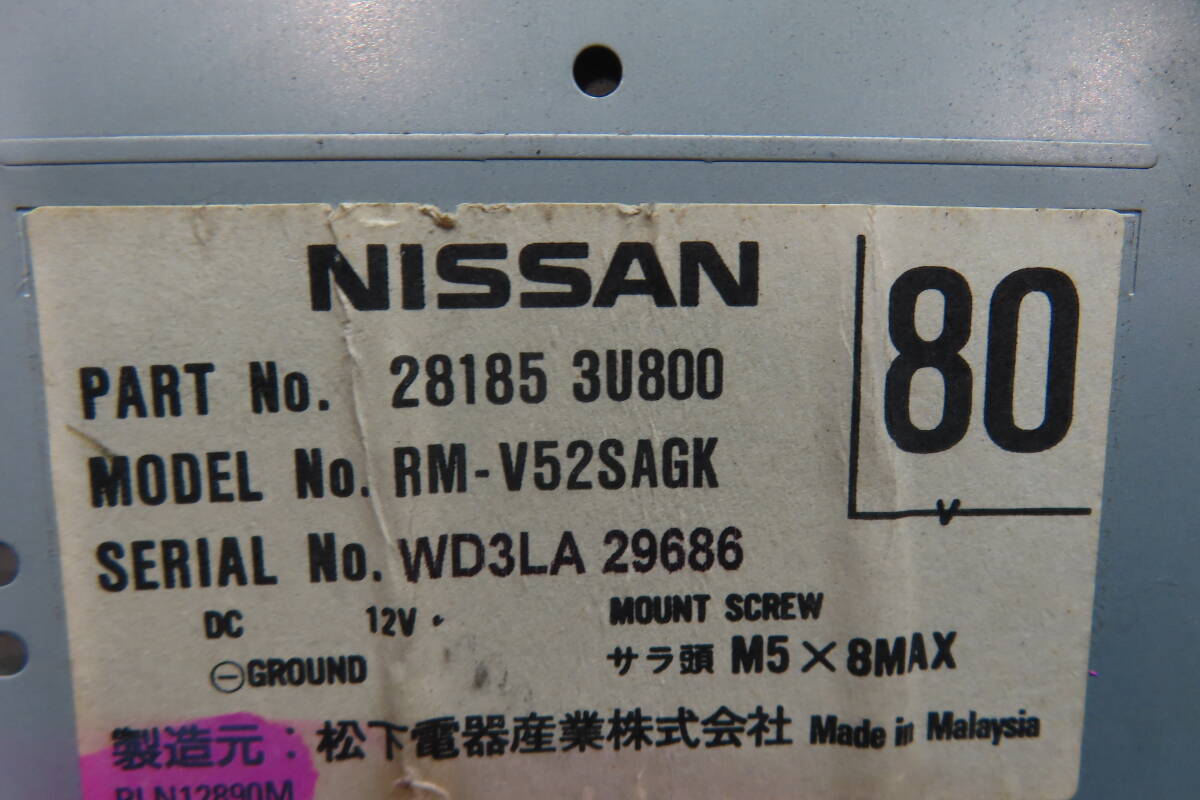 NISSAN
80
PART No. 28185 3U800
MODEL No. RM-V52SAGK
SERIAL No. WD3LA 29686
DC 12V
MOUNT SCREW
⊖GROUND
サラ頭 M5×8MAX
製造元:松下電器産業株式会社 Made in Malaysia
PLN12890M